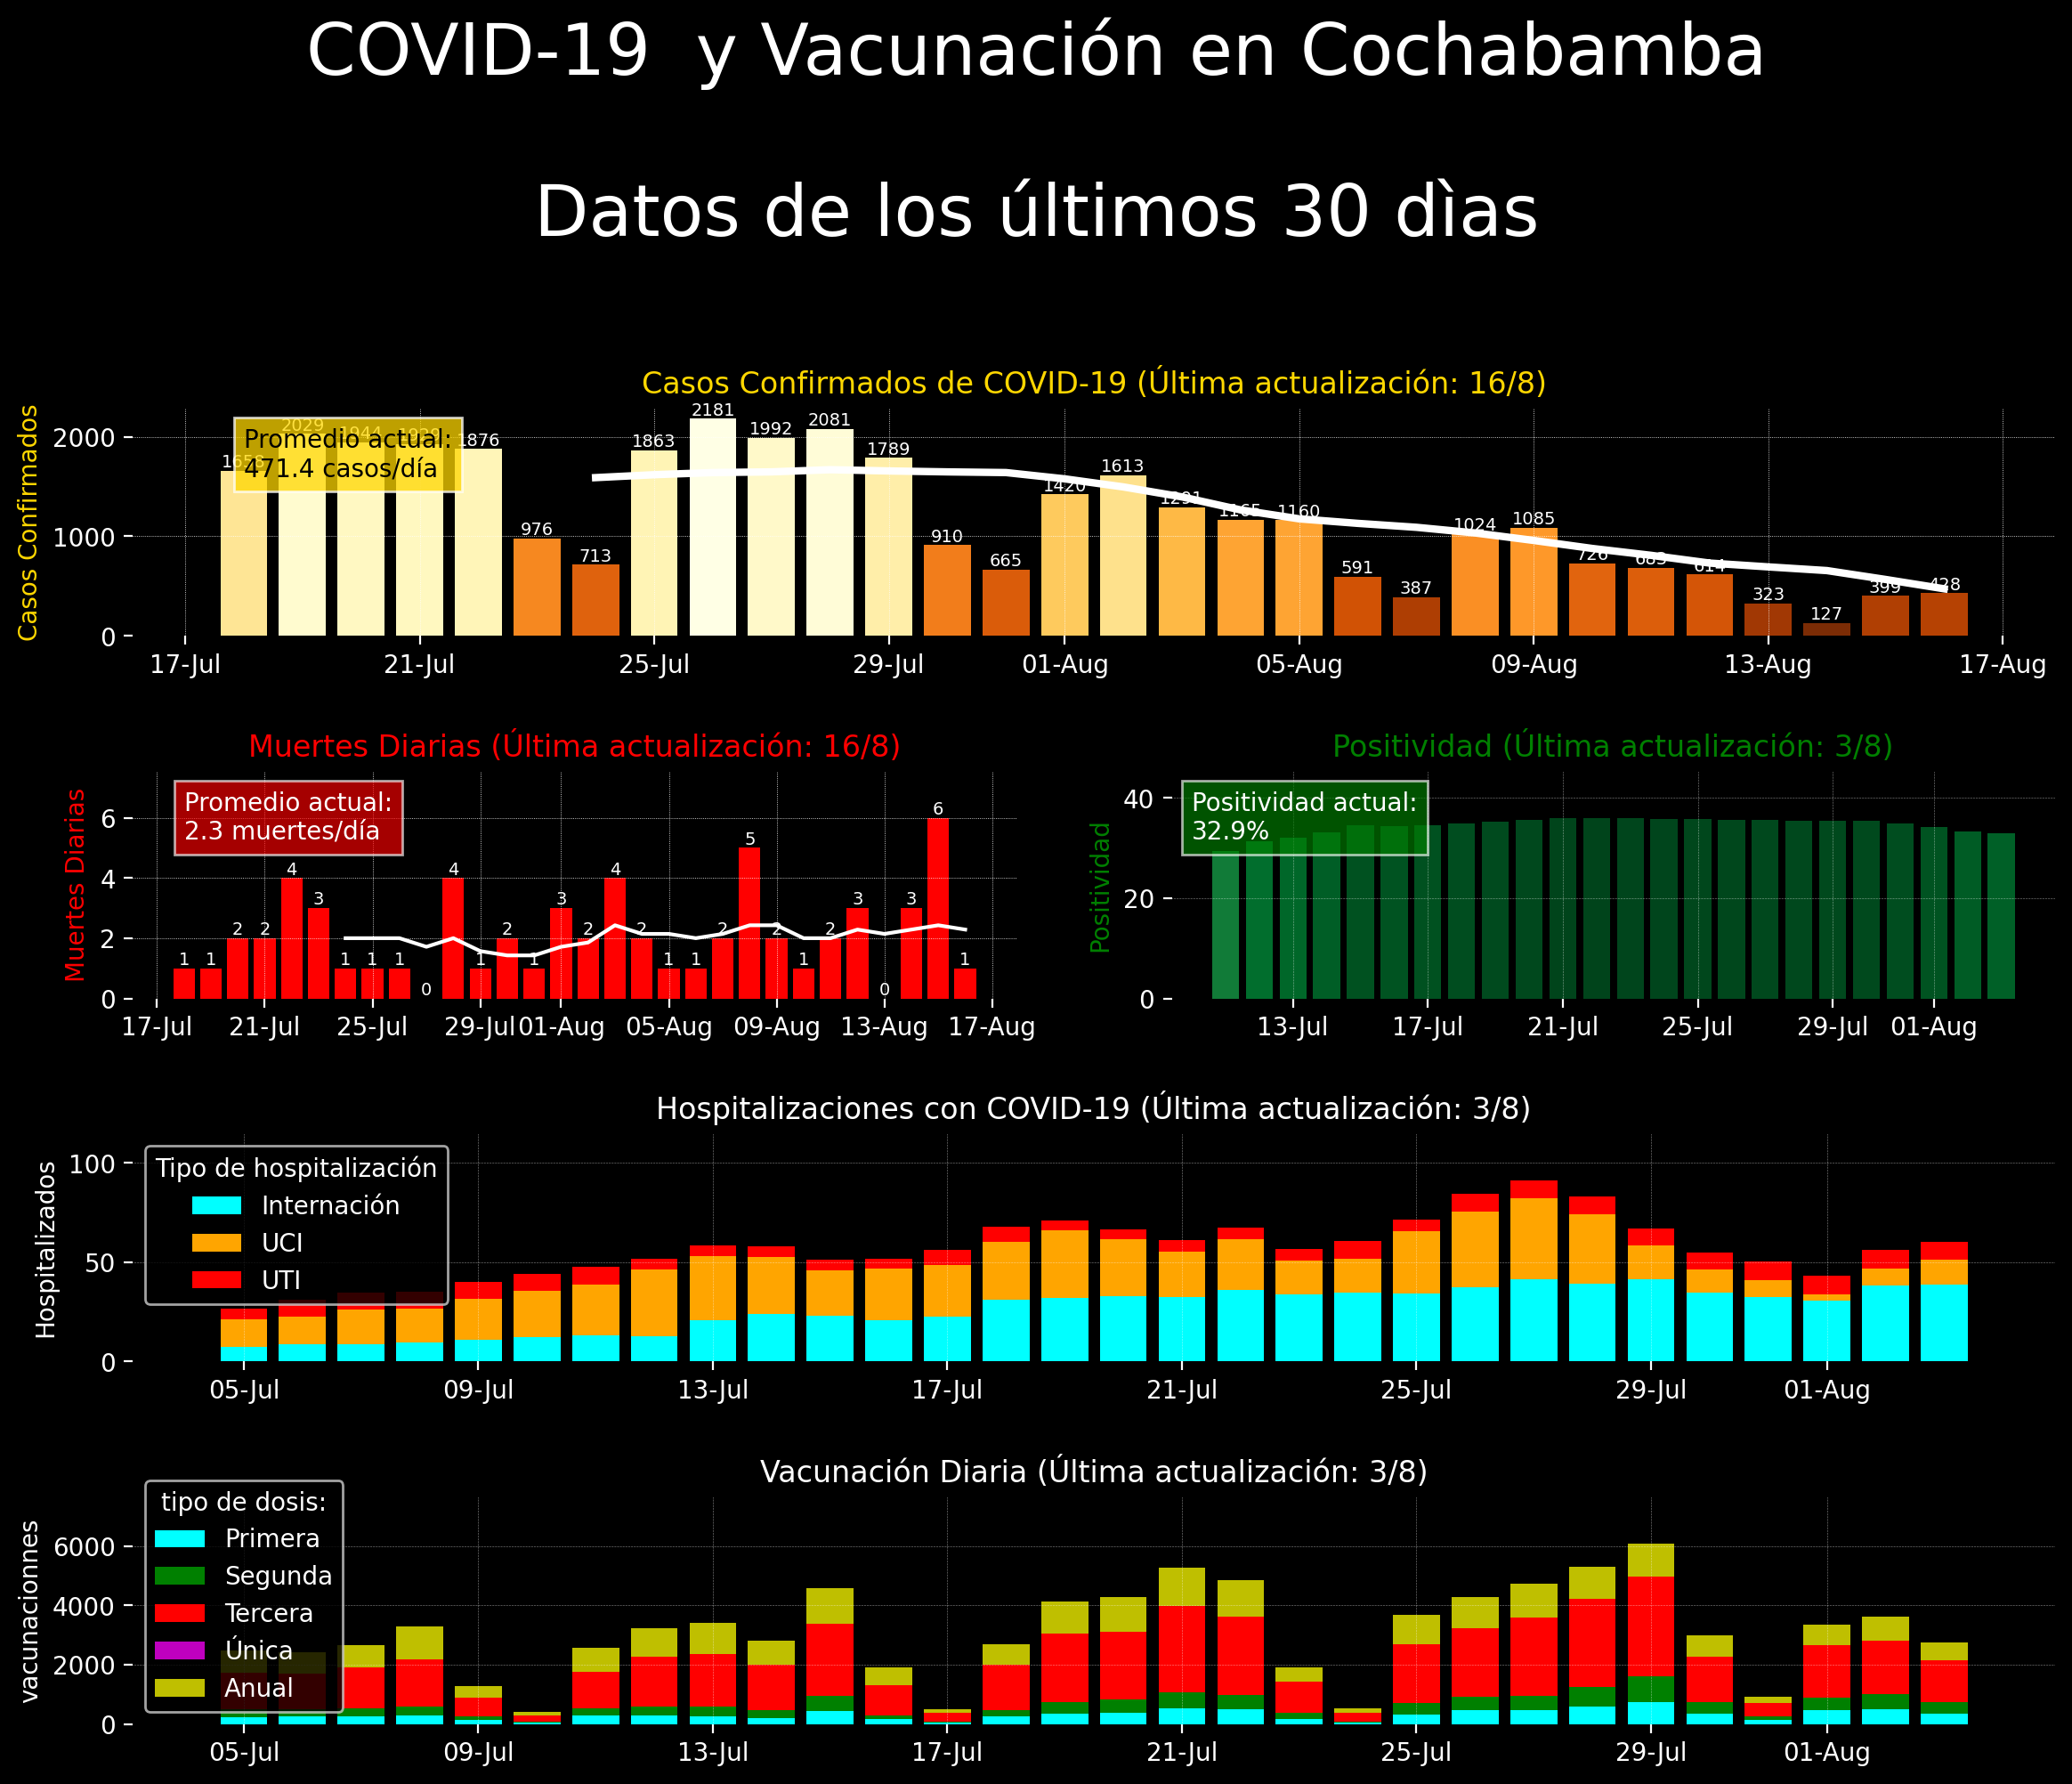 COVID-19  y Vacunación en Cochabamba
Datos de los últimos 30 dìas
Casos Confirmados de COVID-19 (Última actualización: 16/8)
Casos Confirmados
2000
1000
0
Promedio actual:
471.4 casos/día
1658 2029 1944 1876 976 713 1863 2181 1992 2081 1789 910 665 1420 1613 1291 1165 1160 591 387 1024 1085 726 683 614 323 127 399 428
17-Jul 21-Jul 25-Jul 29-Jul 01-Aug 05-Aug 09-Aug 13-Aug 17-Aug
Muertes Diarias (Última actualización: 16/8)
Muertes Diarias
6
4
2
0
Promedio actual:
2.3 muertes/día
1 1 2 2 4 3 1 1 1 0 4 1 2 1 3 2 4 2 1 1 2 5 2 1 2 3 0 3 6 1
17-Jul 21-Jul 25-Jul 29-Jul 01-Aug 05-Aug 09-Aug 13-Aug 17-Aug
Positividad (Última actualización: 3/8)
Positividad
40
20
0
Positividad actual:
32.9%
13-Jul 17-Jul 21-Jul 25-Jul 29-Jul 01-Aug
Hospitalizaciones con COVID-19 (Última actualización: 3/8)
Hospitalizados
100
50
0
Tipo de hospitalización
Internación
UCI
UTI
05-Jul 09-Jul 13-Jul 17-Jul 21-Jul 25-Jul 29-Jul 01-Aug
Vacunación Diaria (Última actualización: 3/8)
vacunaciones
6000
4000
2000
0
tipo de dosis:
Primera
Segunda
Tercera
Única
Anual
05-Jul 09-Jul 13-Jul 17-Jul 21-Jul 25-Jul 29-Jul 01-Aug